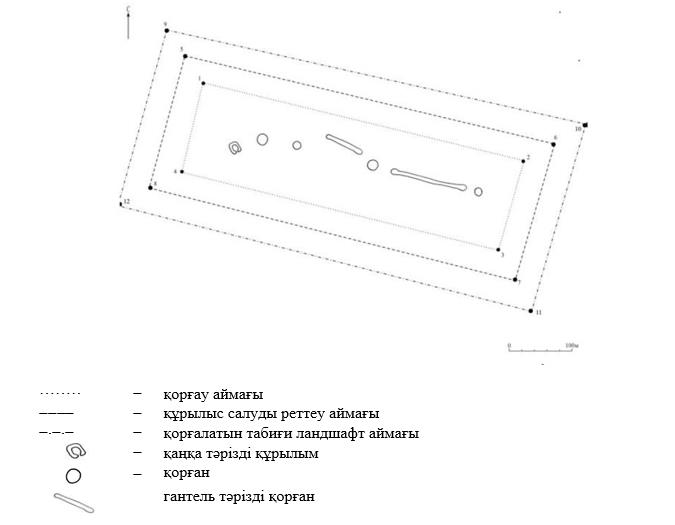 С
9
5
1
10
6
2
4
8
12
3
7
11
0 100м
........ – қорғау аймағы
–––– – құрылыс салуды реттеу аймағы
–·–·– – қорғалатын табиғи ландшафт аймағы
– қаңқа тәрізді құрылым
– қорған
гантель тәрізді қорған